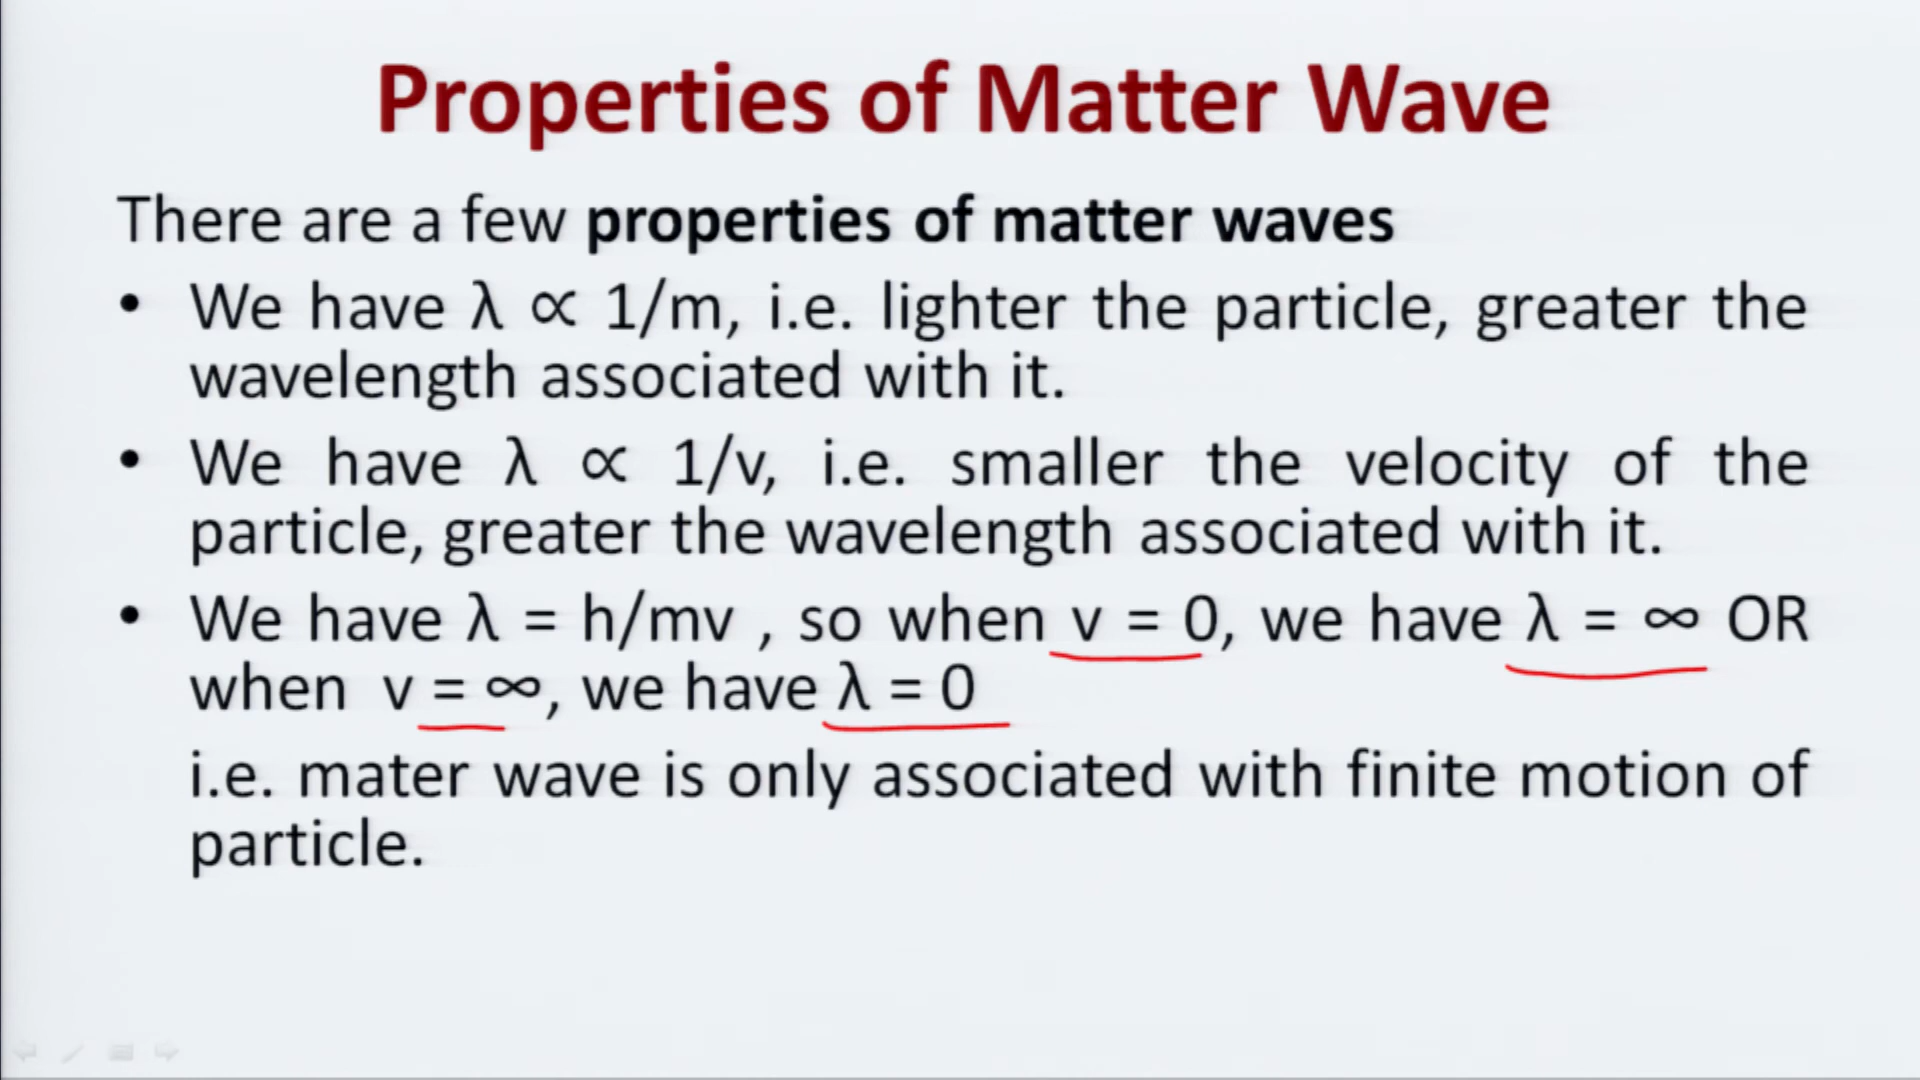 Properties of Matter Wave
There are a few properties of matter waves
• We have λ ∝ 1/m, i.e. lighter the particle, greater the
wavelength associated with it.
• We have λ ∝ 1/v, i.e. smaller the velocity of the
particle, greater the wavelength associated with it.
• We have λ = h/mv , so when v = 0, we have λ = ∞ OR
when v = ∞, we have λ = 0
i.e. mater wave is only associated with finite motion of
particle.